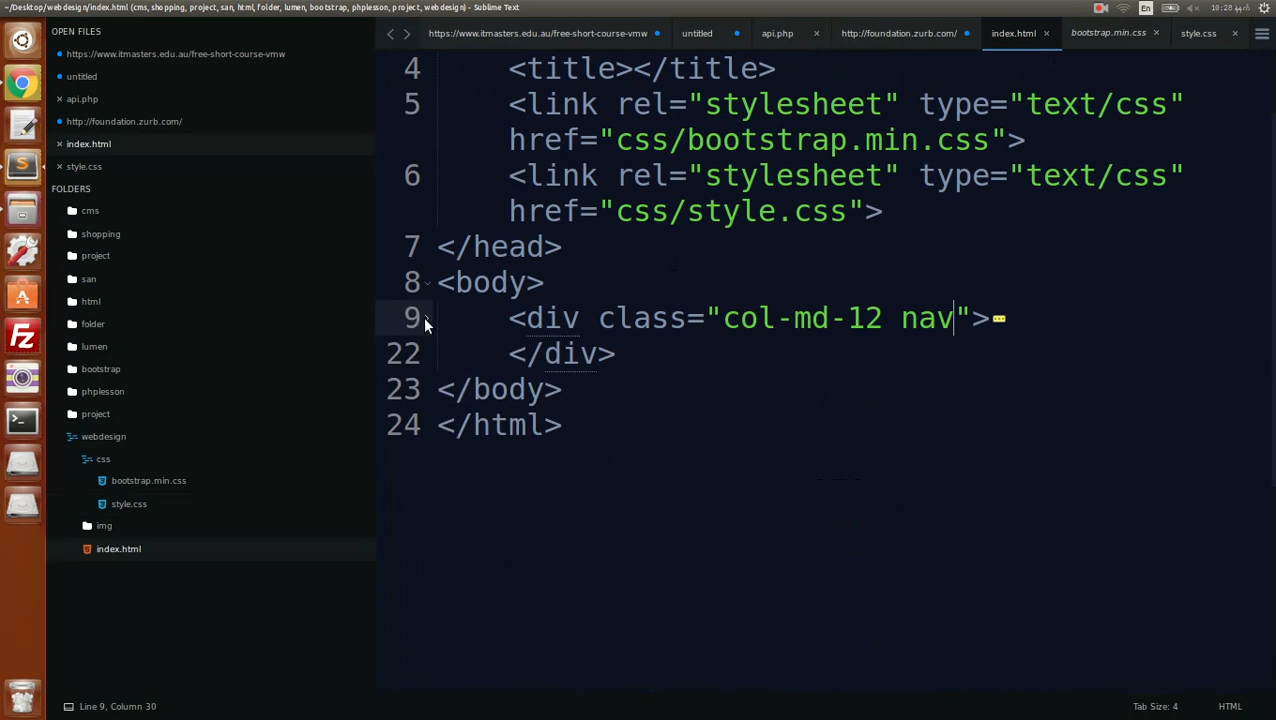 ~/Desktop/webdesign/index.html (cms, shopping, project, san, html, folder, lumen, bootstrap, phplesson, project, webdesign) - Sublime Text
En
10:28
OPEN FILES
https://www.itmasters.edu.au/free-short-course-vmw
untitled
api.php
http://foundation.zurb.com/
index.html
style.css
FOLDERS
cms
shopping
project
san
html
folder
lumen
bootstrap
phplesson
project
webdesign
css
bootstrap.min.css
style.css
img
index.html
https://www.itmasters.edu.au/free-short-course-vmw
untitled
api.php
http://foundation.zurb.com/
index.html
bootstrap.min.css
style.css
4 <title></title>
5 <link rel="stylesheet" type="text/css"
href="css/bootstrap.min.css">
6 <link rel="stylesheet" type="text/css"
href="css/style.css">
7 </head>
8 <body>
9 <div class="col-md-12 nav">
22 </div>
23 </body>
24 </html>
Line 9, Column 30
Tab Size: 4
HTML